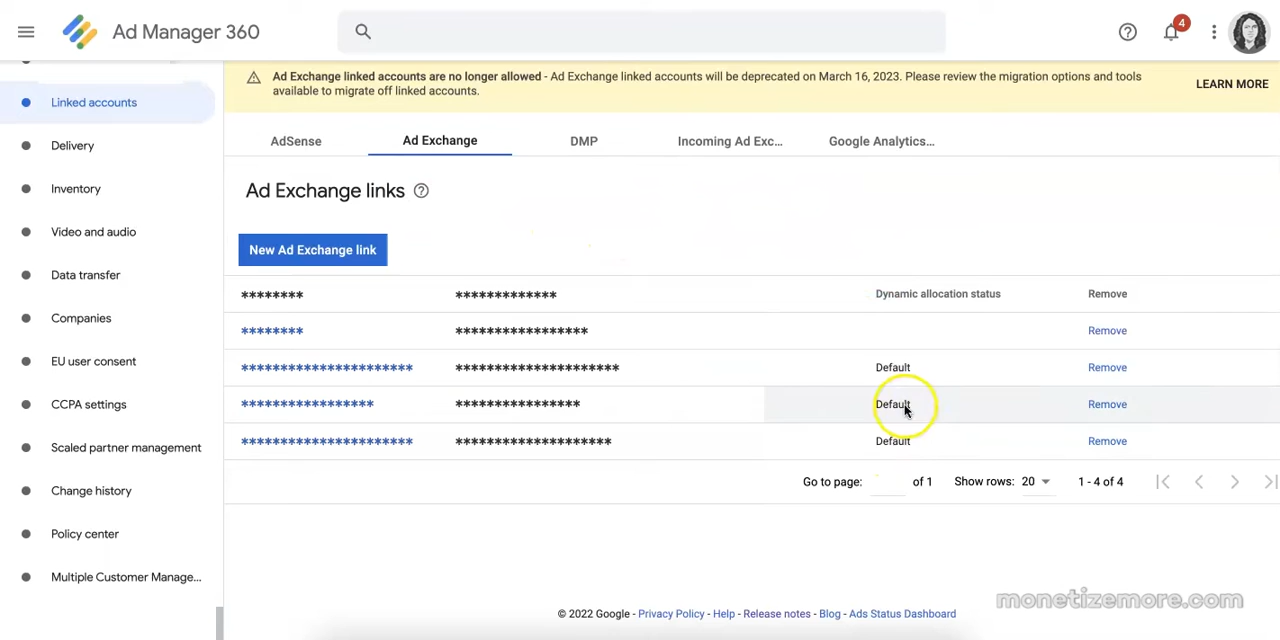 Ad Manager 360
4
Ad Exchange linked accounts are no longer allowed - Ad Exchange linked accounts will be deprecated on March 16, 2023. Please review the migration options and tools
available to migrate off linked accounts.
LEARN MORE
Linked accounts
Delivery
Inventory
Video and audio
Data transfer
Companies
EU user consent
CCPA settings
Scaled partner management
Change history
Policy center
Multiple Customer Manage...
AdSense
Ad Exchange
DMP
Incoming Ad Exc...
Google Analytics...
Ad Exchange links
New Ad Exchange link
******** ************* Dynamic allocation status Remove
******** ***************** Remove
********************** ********************* Default Remove
***************** **************** Default Remove
********************** ******************** Default Remove
Go to page: of 1 Show rows: 20 1 - 4 of 4
© 2022 Google - Privacy Policy - Help - Release notes - Blog - Ads Status Dashboard
monetizemore.com